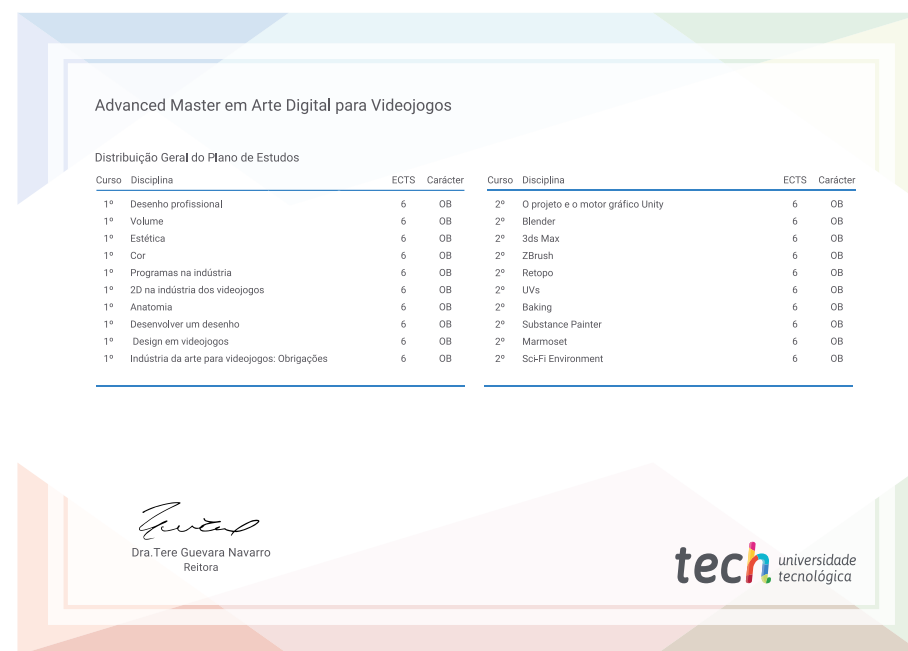 Advanced Master em Arte Digital para Videojogos
Distribuição Geral do Plano de Estudos
Curso Disciplina ECTS Carácter
1º Desenho profissional 6 OB
1º Volume 6 OB
1º Estética 6 OB
1º Cor 6 OB
1º Programas na indústria 6 OB
1º 2D na indústria dos videojogos 6 OB
1º Anatomia 6 OB
1º Desenvolver um desenho 6 OB
1º Design em videojogos 6 OB
1º Indústria da arte para videojogos: Obrigações 6 OB
Curso Disciplina ECTS Carácter
2º O projeto e o motor gráfico Unity 6 OB
2º Blender 6 OB
2º 3ds Max 6 OB
2º ZBrush 6 OB
2º Retopo 6 OB
2º UVs 6 OB
2º Baking 6 OB
2º Substance Painter 6 OB
2º Marmoset 6 OB
2º Sci-Fi Environment 6 OB
Dra.Tere Guevara Navarro
Reitora
tech universidade
tecnológica